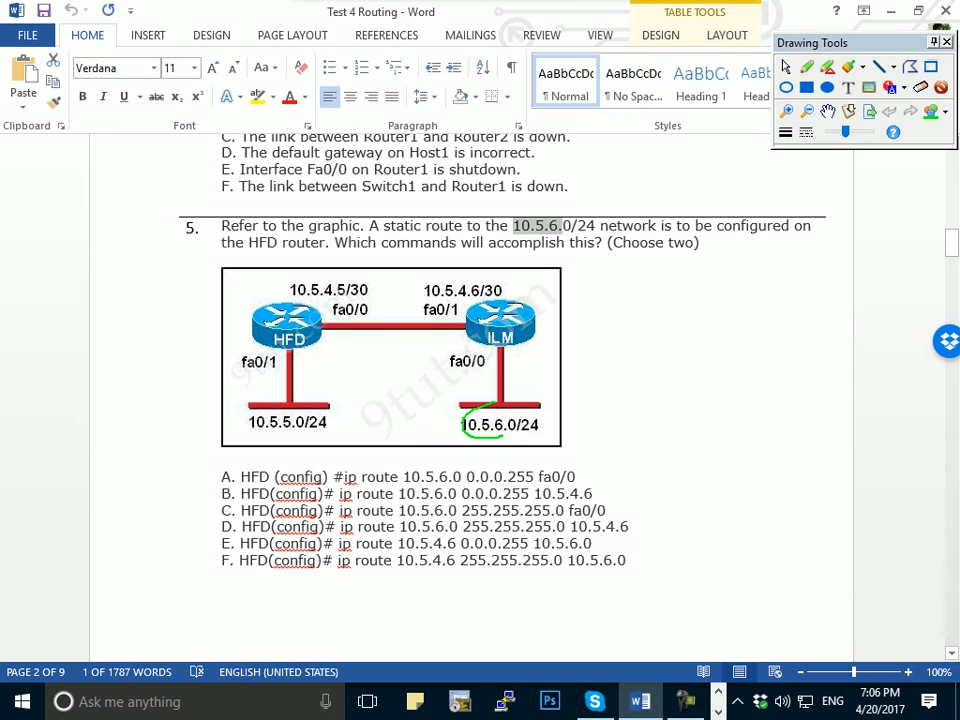 Test 4 Routing - Word
TABLE TOOLS
FILE
HOME
INSERT
DESIGN
PAGE LAYOUT
REFERENCES
MAILINGS
REVIEW
VIEW
DESIGN
LAYOUT
Drawing Tools
Paste
Verdana
11
Aa
B I U abc x₂ x²
AaBbCcDc
AaBbCcDc
AaBbCc
AaBb
¶ Normal
¶ No Spac...
Heading 1
Heading
Clipboard
Font
Paragraph
Styles
C. The link between Router1 and Router2 is down.
D. The default gateway on Host1 is incorrect.
E. Interface Fa0/0 on Router1 is shutdown.
F. The link between Switch1 and Router1 is down.
5. Refer to the graphic. A static route to the 10.5.6.0/24 network is to be configured on
the HFD router. Which commands will accomplish this? (Choose two)
10.5.4.5/30
10.5.4.6/30
fa0/0
fa0/1
HFD
ILM
fa0/1
fa0/0
10.5.5.0/24
10.5.6.0/24
9tut.com
A. HFD (config) #ip route 10.5.6.0 0.0.0.255 fa0/0
B. HFD(config)# ip route 10.5.6.0 0.0.0.255 10.5.4.6
C. HFD(config)# ip route 10.5.6.0 255.255.255.0 fa0/0
D. HFD(config)# ip route 10.5.6.0 255.255.255.0 10.5.4.6
E. HFD(config)# ip route 10.5.4.6 0.0.0.255 10.5.6.0
F. HFD(config)# ip route 10.5.4.6 255.255.255.0 10.5.6.0
PAGE 2 OF 9
1 OF 1787 WORDS
ENGLISH (UNITED STATES)
100%
Ask me anything
Ps
ENG
7:06 PM
4/20/2017